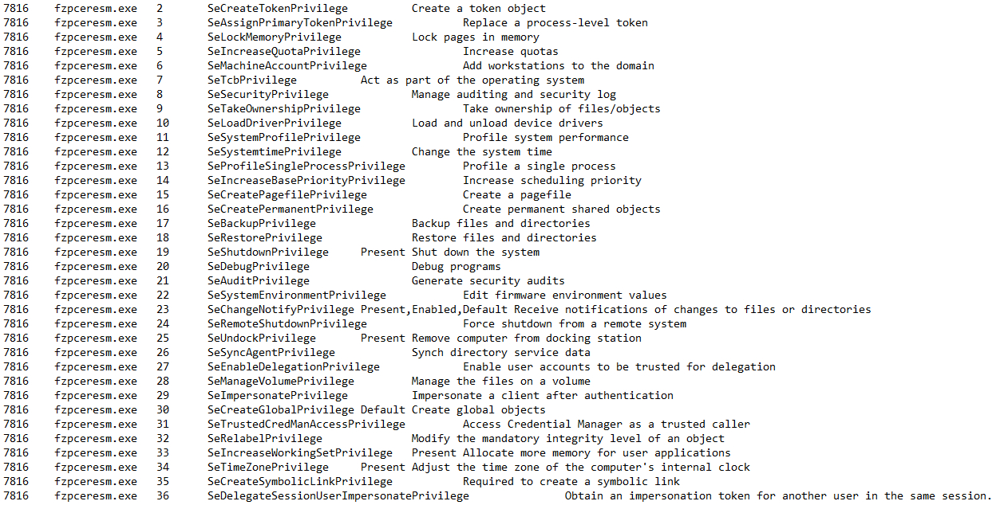 7816 fzpceresm.exe 2 SeCreateTokenPrivilege Create a token object
7816 fzpceresm.exe 3 SeAssignPrimaryTokenPrivilege Replace a process-level token
7816 fzpceresm.exe 4 SeLockMemoryPrivilege Lock pages in memory
7816 fzpceresm.exe 5 SeIncreaseQuotaPrivilege Increase quotas
7816 fzpceresm.exe 6 SeMachineAccountPrivilege Add workstations to the domain
7816 fzpceresm.exe 7 SeTcbPrivilege Act as part of the operating system
7816 fzpceresm.exe 8 SeSecurityPrivilege Manage auditing and security log
7816 fzpceresm.exe 9 SeTakeOwnershipPrivilege Take ownership of files/objects
7816 fzpceresm.exe 10 SeLoadDriverPrivilege Load and unload device drivers
7816 fzpceresm.exe 11 SeSystemProfilePrivilege Profile system performance
7816 fzpceresm.exe 12 SeSystemtimePrivilege Change the system time
7816 fzpceresm.exe 13 SeProfileSingleProcessPrivilege Profile a single process
7816 fzpceresm.exe 14 SeIncreaseBasePriorityPrivilege Increase scheduling priority
7816 fzpceresm.exe 15 SeCreatePagefilePrivilege Create a pagefile
7816 fzpceresm.exe 16 SeCreatePermanentPrivilege Create permanent shared objects
7816 fzpceresm.exe 17 SeBackupPrivilege Backup files and directories
7816 fzpceresm.exe 18 SeRestorePrivilege Restore files and directories
7816 fzpceresm.exe 19 SeShutdownPrivilege Present Shut down the system
7816 fzpceresm.exe 20 SeDebugPrivilege Debug programs
7816 fzpceresm.exe 21 SeAuditPrivilege Generate security audits
7816 fzpceresm.exe 22 SeSystemEnvironmentPrivilege Edit firmware environment values
7816 fzpceresm.exe 23 SeChangeNotifyPrivilege Present,Enabled,Default Receive notifications of changes to files or directories
7816 fzpceresm.exe 24 SeRemoteShutdownPrivilege Force shutdown from a remote system
7816 fzpceresm.exe 25 SeUndockPrivilege Present Remove computer from docking station
7816 fzpceresm.exe 26 SeSyncAgentPrivilege Synch directory service data
7816 fzpceresm.exe 27 SeEnableDelegationPrivilege Enable user accounts to be trusted for delegation
7816 fzpceresm.exe 28 SeManageVolumePrivilege Manage the files on a volume
7816 fzpceresm.exe 29 SeImpersonatePrivilege Impersonate a client after authentication
7816 fzpceresm.exe 30 SeCreateGlobalPrivilege Default Create global objects
7816 fzpceresm.exe 31 SeTrustedCredManAccessPrivilege Access Credential Manager as a trusted caller
7816 fzpceresm.exe 32 SeRelabelPrivilege Modify the mandatory integrity level of an object
7816 fzpceresm.exe 33 SeIncreaseWorkingSetPrivilege Present Allocate more memory for user applications
7816 fzpceresm.exe 34 SeTimeZonePrivilege Present Adjust the time zone of the computer's internal clock
7816 fzpceresm.exe 35 SeCreateSymbolicLinkPrivilege Required to create a symbolic link
7816 fzpceresm.exe 36 SeDelegateSessionUserImpersonatePrivilege Obtain an impersonation token for another user in the same session.